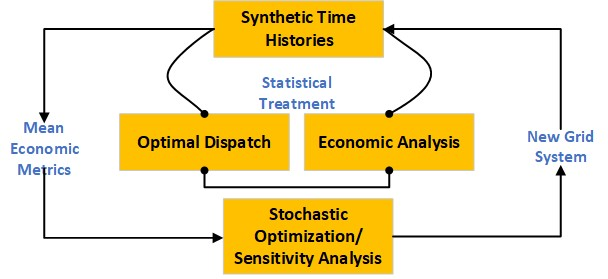 Synthetic Time
Histories
Statistical
Treatment
Mean
Economic
Metrics
Optimal Dispatch
Economic Analysis
New Grid
System
Stochastic
Optimization/
Sensitivity Analysis